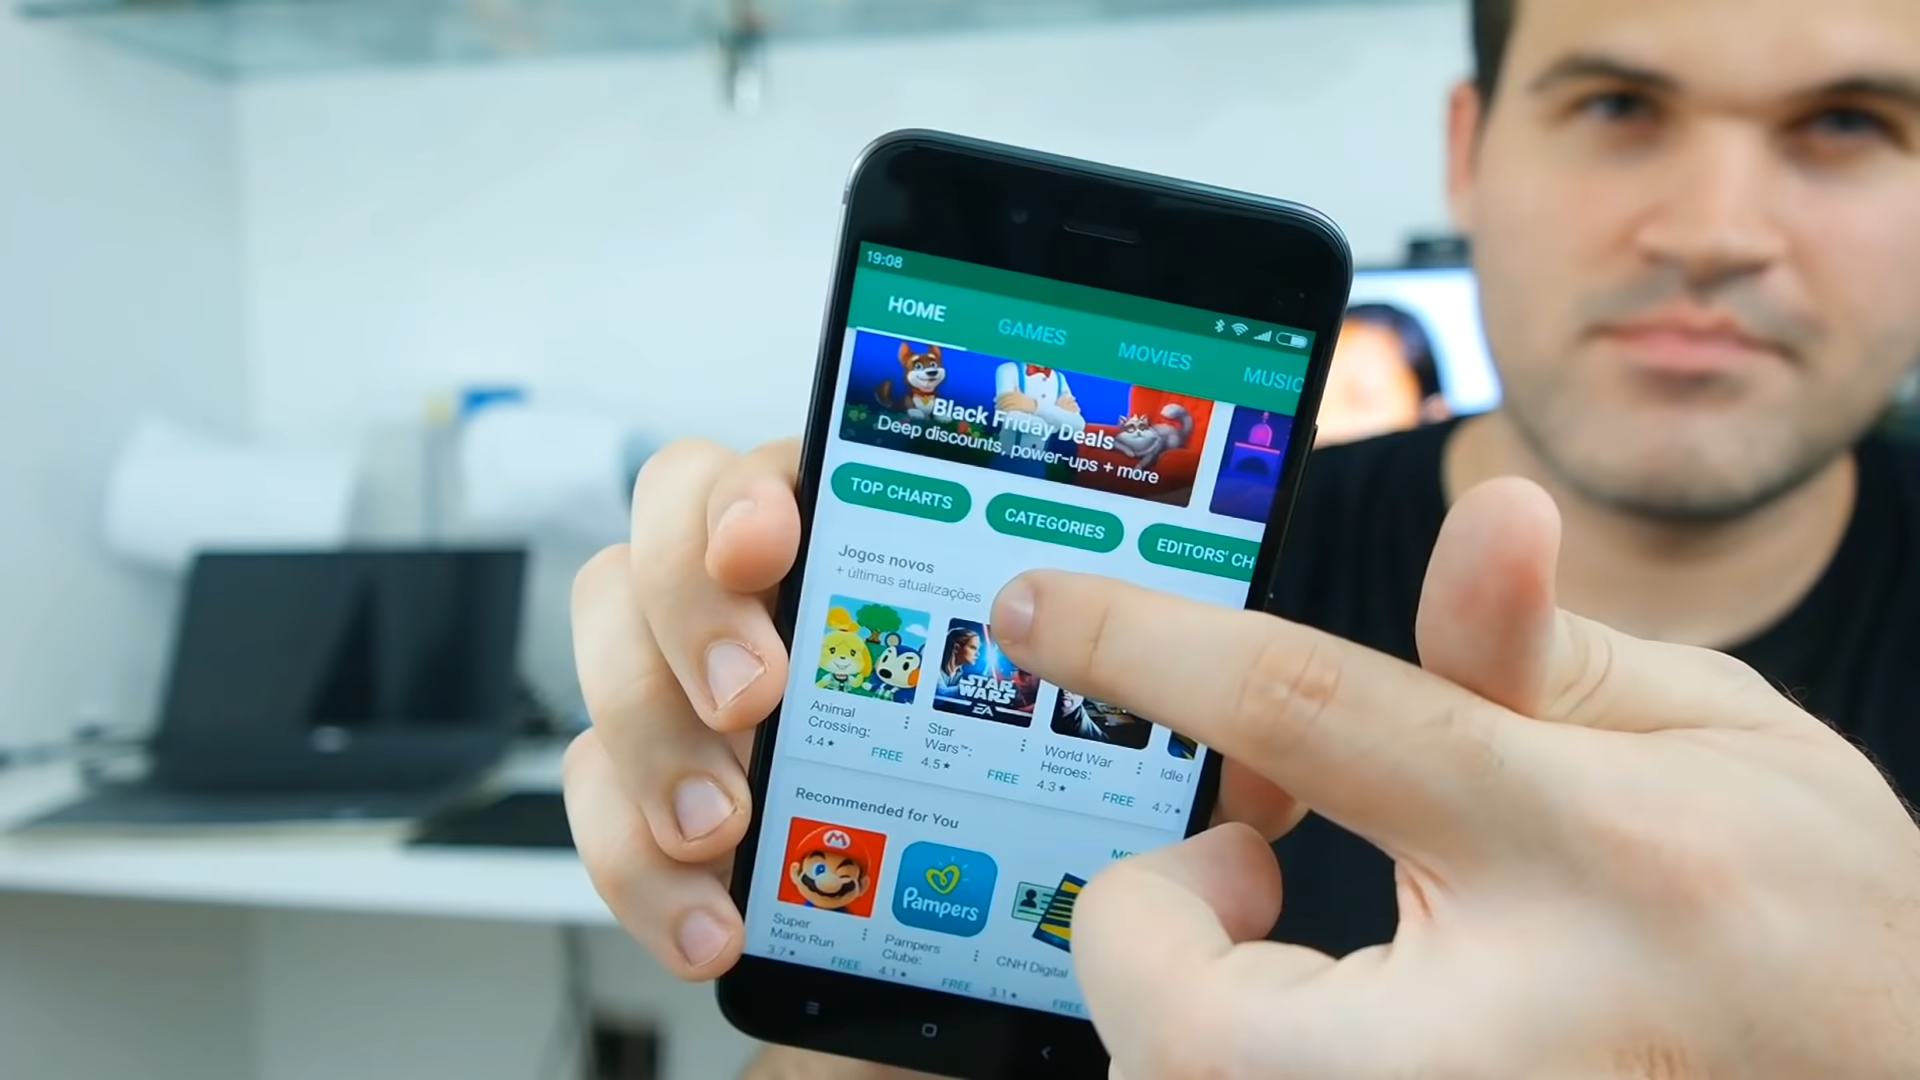 19:08
HOME
GAMES
MOVIES
MUSIC
Black Friday Deals
Deep discounts, power-ups + more
TOP CHARTS
CATEGORIES
EDITORS' CH
Jogos novos
+ últimas atualizações
STAR
WARS
EA
Animal
Crossing:
4.4★
FREE
Star
Wars™:
4.5★
FREE
World War
Heroes:
4.3★
FREE
Idle
4.7★
Recommended for You
M
Pampers
Super
Mario Run
3.7★
FREE
Pampers
Clube:
4.1★
FREE
CNH Digital
3.1★
FREE